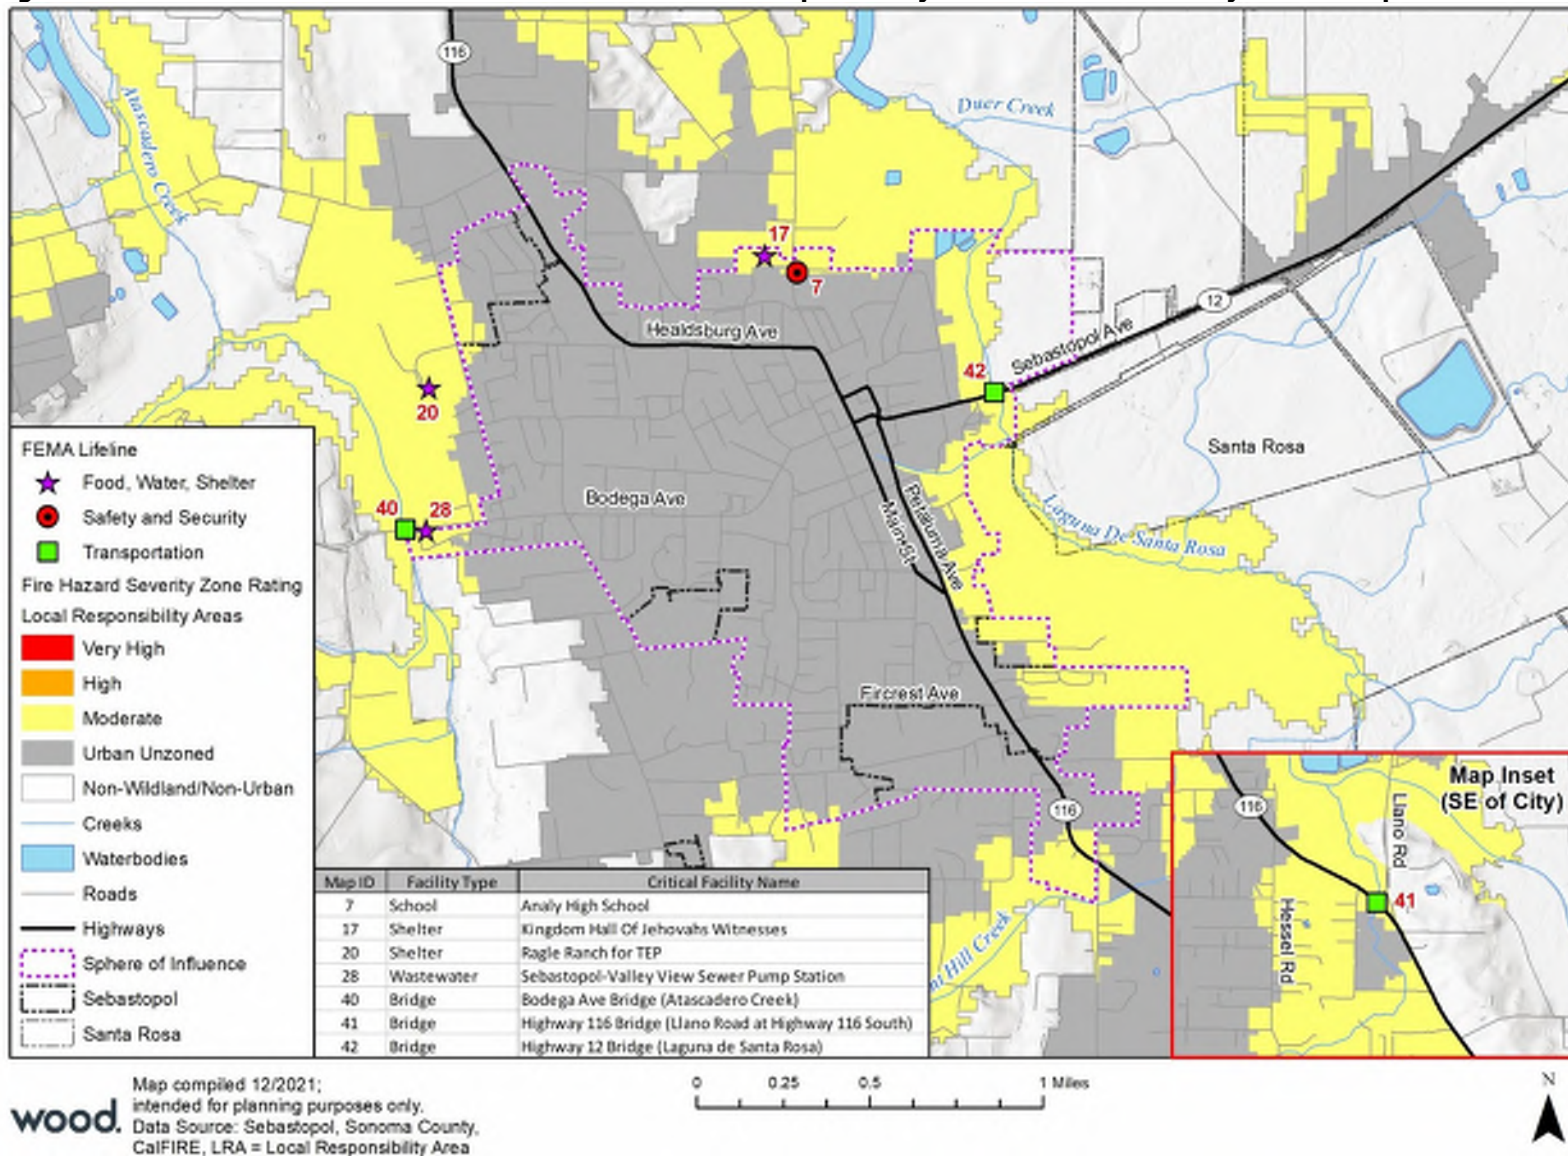 116
Atascadero Creek
Duer Creek
17
7
12
Healdsburg Ave
Sebastopol Ave
42
20
Santa Rosa
Bodega Ave
40
28
Petaluma Ave
Main St
Laguna De Santa Rosa
Fircrest Ave
116
FEMA Lifeline
Food, Water, Shelter
Safety and Security
Transportation
Fire Hazard Severity Zone Rating
Local Responsibility Areas
Very High
High
Moderate
Urban Unzoned
Non-Wildland/Non-Urban
Creeks
Waterbodies
Roads
Highways
Sphere of Influence
Sebastopol
Santa Rosa
Map ID Facility Type Critical Facility Name
7 School Analy High School
17 Shelter Kingdom Hall Of Jehovahs Witnesses
20 Shelter Ragle Ranch for TEP
28 Wastewater Sebastopol-Valley View Sewer Pump Station
40 Bridge Bodega Ave Bridge (Atascadero Creek)
41 Bridge Highway 116 Bridge (Llano Road at Highway 116 South)
42 Bridge Highway 12 Bridge (Laguna de Santa Rosa)
Hill Creek
Map Inset
(SE of City)
116
Llano Rd
41
Hessel Rd
wood.
Map compiled 12/2021;
intended for planning purposes only.
Data Source: Sebastopol, Sonoma County,
CalFIRE, LRA = Local Responsibility Area
0 0.25 0.5 1 Miles
N